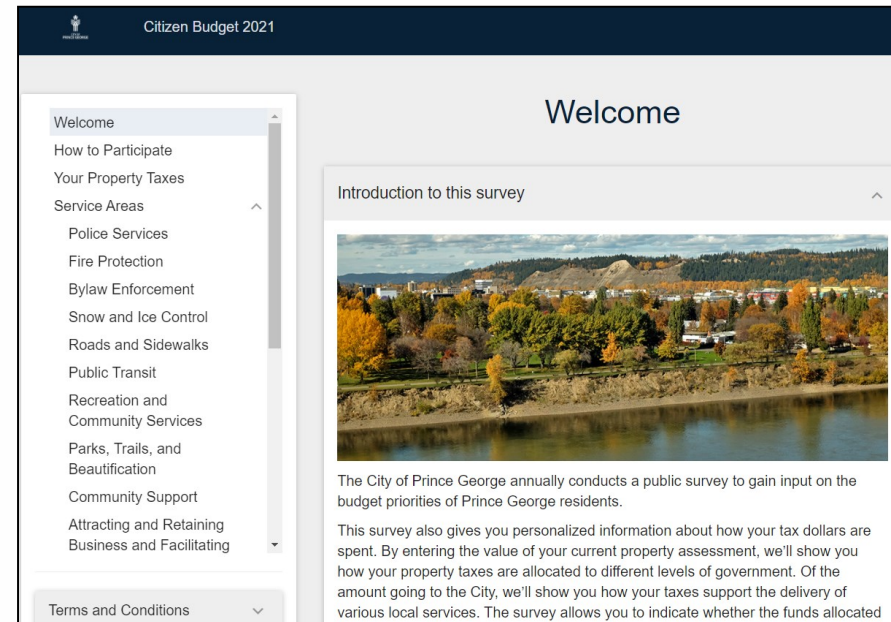 Citizen Budget 2021
Welcome
How to Participate
Your Property Taxes
Service Areas
Police Services
Fire Protection
Bylaw Enforcement
Snow and Ice Control
Roads and Sidewalks
Public Transit
Recreation and
Community Services
Parks, Trails, and
Beautification
Community Support
Attracting and Retaining
Business and Facilitating
Terms and Conditions
Welcome
Introduction to this survey
The City of Prince George annually conducts a public survey to gain input on the
budget priorities of Prince George residents.
This survey also gives you personalized information about how your tax dollars are
spent. By entering the value of your current property assessment, we'll show you
how your property taxes are allocated to different levels of government. Of the
amount going to the City, we'll show you how your taxes support the delivery of
various local services. The survey allows you to indicate whether the funds allocated